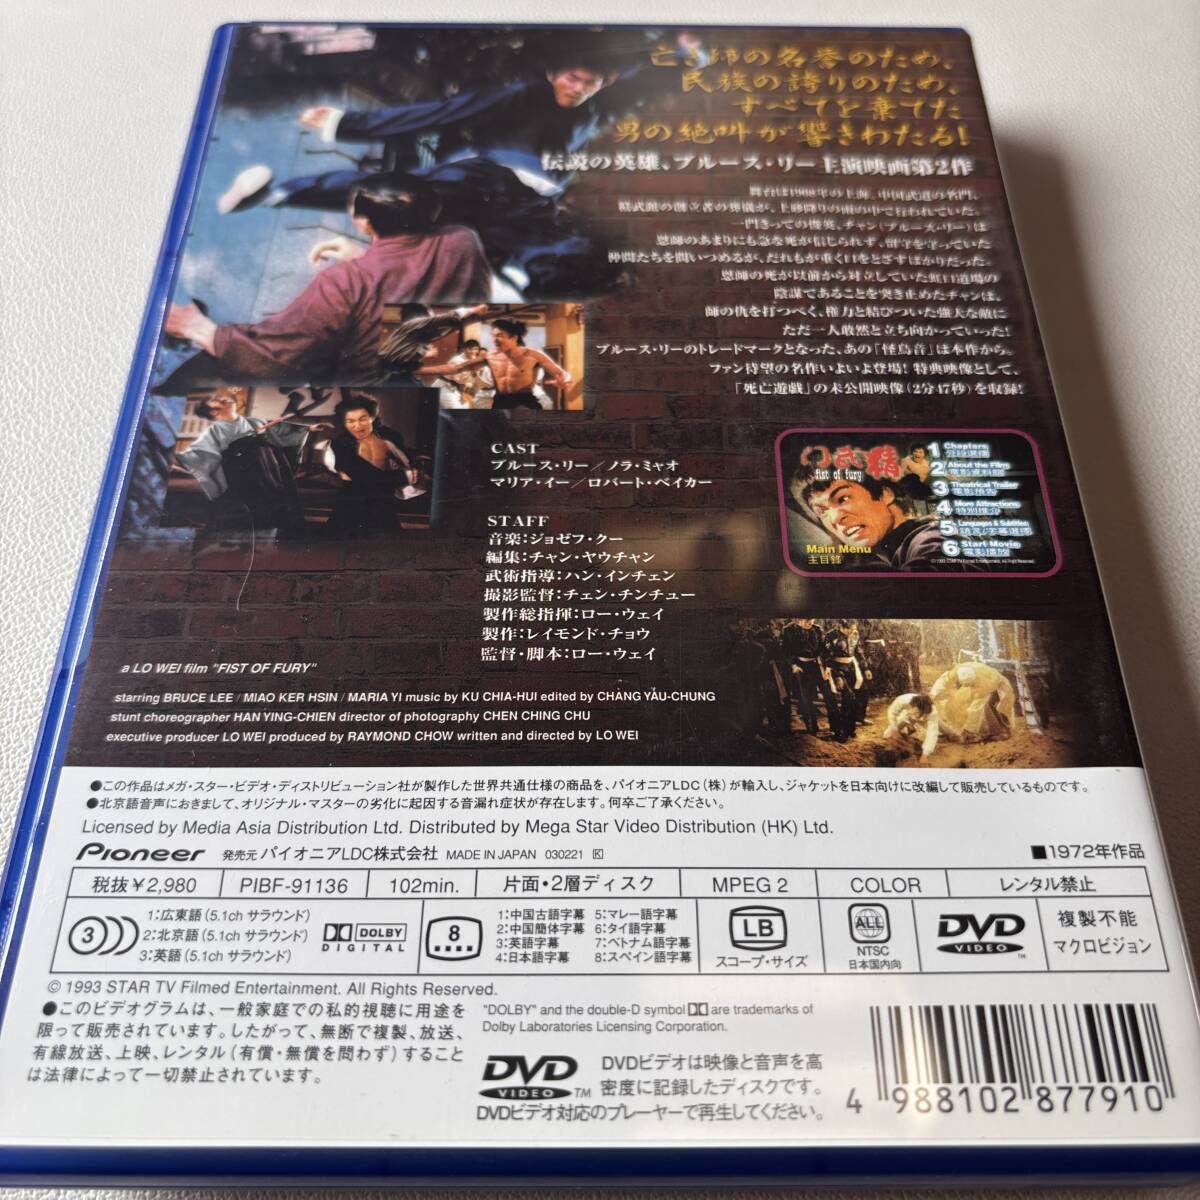 亡き師の名誉のため、
民族の誇りのため、
すべてを棄てた
男の絶叫が響きわたる!
伝説の英雄、ブルース・リー主演映画第2作
舞台は1908年の上海。中国武道の名門、
精武館の創立者の葬儀が、土砂降りの雨の中で行われていた。
一門きっての俊英、チャン(ブルース・リー)は
恩師のあまりにも急な死が信じられず、留守を守っていた
仲間たちを問いつめるが、だれもが重く口をとざすばかりだった。
恩師の死が以前から対立していた虹口道場の
陰謀であることを突き止めたチャンは、
師の仇を打つべく、権力と結びついた強大な敵に
ただ一人敢然と立ち向かっていった!
ブルース・リーのトレードマークとなった、あの「怪鳥音」は本作から。
ファン待望の名作いよいよ登場! 特典映像として、
「死亡遊戯」の未公開映像(2分47秒)を収録!
CAST
ブルース・リー/ノラ・ミャオ
マリア・イー/ロバート・ベイカー
STAFF
音楽:ジョゼフ・クー
編集:チャン・ヤウチャン
武術指導:ハン・インチェン
撮影監督:チェン・チンチュー
製作総指揮:ロー・ウェイ
製作:レイモンド・チョウ
監督・脚本:ロー・ウェイ
門武精
fist of fury
Main Menu
主目錄
1 Chapters
分段選播
2 About the Film
電影資料館
3 Theatrical Trailer
電影預告
4 More Attractions
特別推介
5 Languages & Subtitles
語言/字幕選擇
6 Start Movie
電影播放
a LO WEI film "FIST OF FURY"
starring BRUCE LEE / MIAO KER HSIN / MARIA YI music by KU CHIA-HUI edited by CHANG YAU-CHUNG
stunt choreographer HAN YING-CHIEN director of photography CHEN CHING CHU
executive producer LO WEI produced by RAYMOND CHOW written and directed by LO WEI
●この作品はメガ・スター・ビデオ・ディストリビューション社が製作した世界共通仕様の商品を、パイオニアLDC(株)が輸入し、ジャケットを日本向けに改編して販売しているものです。
●北京語音声におきまして、オリジナル・マスターの劣化に起因する音漏れ症状が存在します。何卒ご了承ください。
Licensed by Media Asia Distribution Ltd. Distributed by Mega Star Video Distribution (HK) Ltd.
Pioneer 発売元 パイオニアLDC株式会社 MADE IN JAPAN 030221 K
■1972年作品
税抜¥2,980 PIBF-91136 102min. 片面・2層ディスク MPEG 2 COLOR レンタル禁止
3
1:広東語(5.1ch サラウンド)
2:北京語(5.1ch サラウンド)
3:英語(5.1ch サラウンド)
DOLBY
DIGITAL
8
1:中国古語字幕 5:マレー語字幕
2:中国簡体字幕 6:タイ語字幕
3:英語字幕 7:ベトナム語字幕
4:日本語字幕 8:スペイン語字幕
LB
スコープ・サイズ
ALL
NTSC
日本国内向
DVD
VIDEO TM
複製不能
マクロビジョン
© 1993 STAR TV Filmed Entertainment. All Rights Reserved.
●このビデオグラムは、一般家庭での私的視聴に用途を
限って販売されています。したがって、無断で複製、放送、
有線放送、上映、レンタル(有償・無償を問わず)すること
は法律によって一切禁止されています。
"DOLBY" and the double-D symbol are trademarks of
Dolby Laboratories Licensing Corporation.
DVD
VIDEO TM
DVDビデオは映像と音声を高
密度に記録したディスクです。
DVDビデオ対応のプレーヤーで再生してください。
4 988102 877910